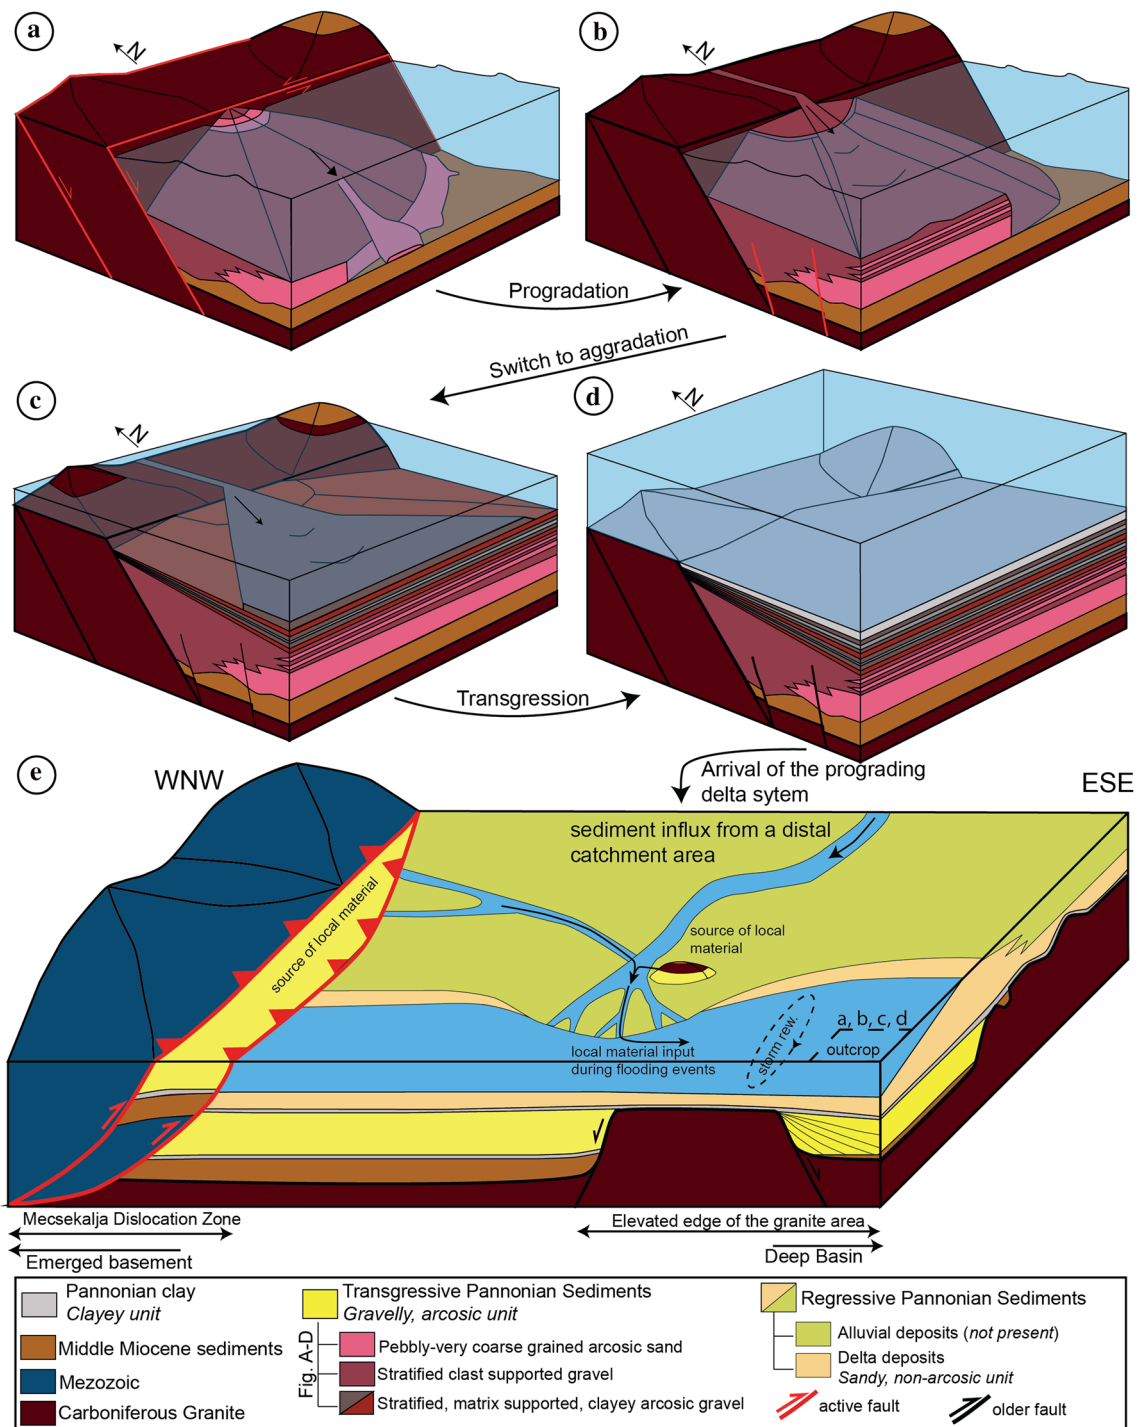 a
N
b
N
Progradation
Switch to aggradation
c
N
d
N
Transgression
e
WNW
Arrival of the prograding
delta sytem
ESE
sediment influx from a distal
catchment area
source of local material
source of local
material
storm rew.
a, b, c, d
outcrop
local material input
during flooding events
Mecsekalja Dislocation Zone
Elevated edge of the granite area
Emerged basement
Deep Basin
Pannonian clay
Clayey unit
Middle Miocene sediments
Mezozoic
Carboniferous Granite
Transgressive Pannonian Sediments
Gravelly, arcosic unit
Fig. A-D
Pebbly-very coarse grained arcosic sand
Stratified clast supported gravel
Stratified, matrix supported, clayey arcosic gravel
Regressive Pannonian Sediments
Alluvial deposits (not present)
Delta deposits
Sandy, non-arcosic unit
active fault
older fault